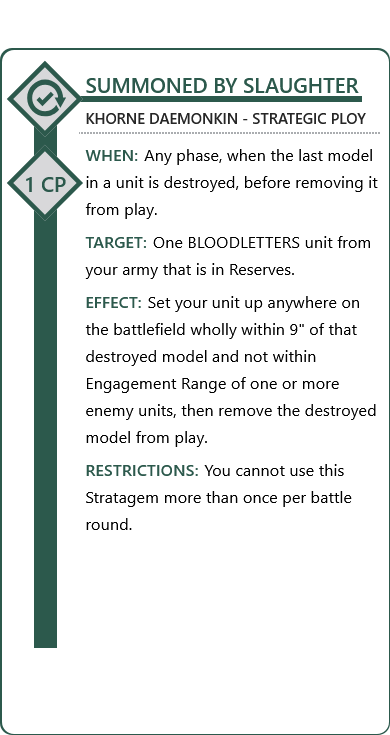 SUMMONED BY SLAUGHTER
KHORNE DAEMONKIN - STRATEGIC PLOY
1 CP
WHEN: Any phase, when the last model
in a unit is destroyed, before removing it
from play.
TARGET: One BLOODLETTERS unit from
your army that is in Reserves.
EFFECT: Set your unit up anywhere on
the battlefield wholly within 9" of that
destroyed model and not within
Engagement Range of one or more
enemy units, then remove the destroyed
model from play.
RESTRICTIONS: You cannot use this
Stratagem more than once per battle
round.